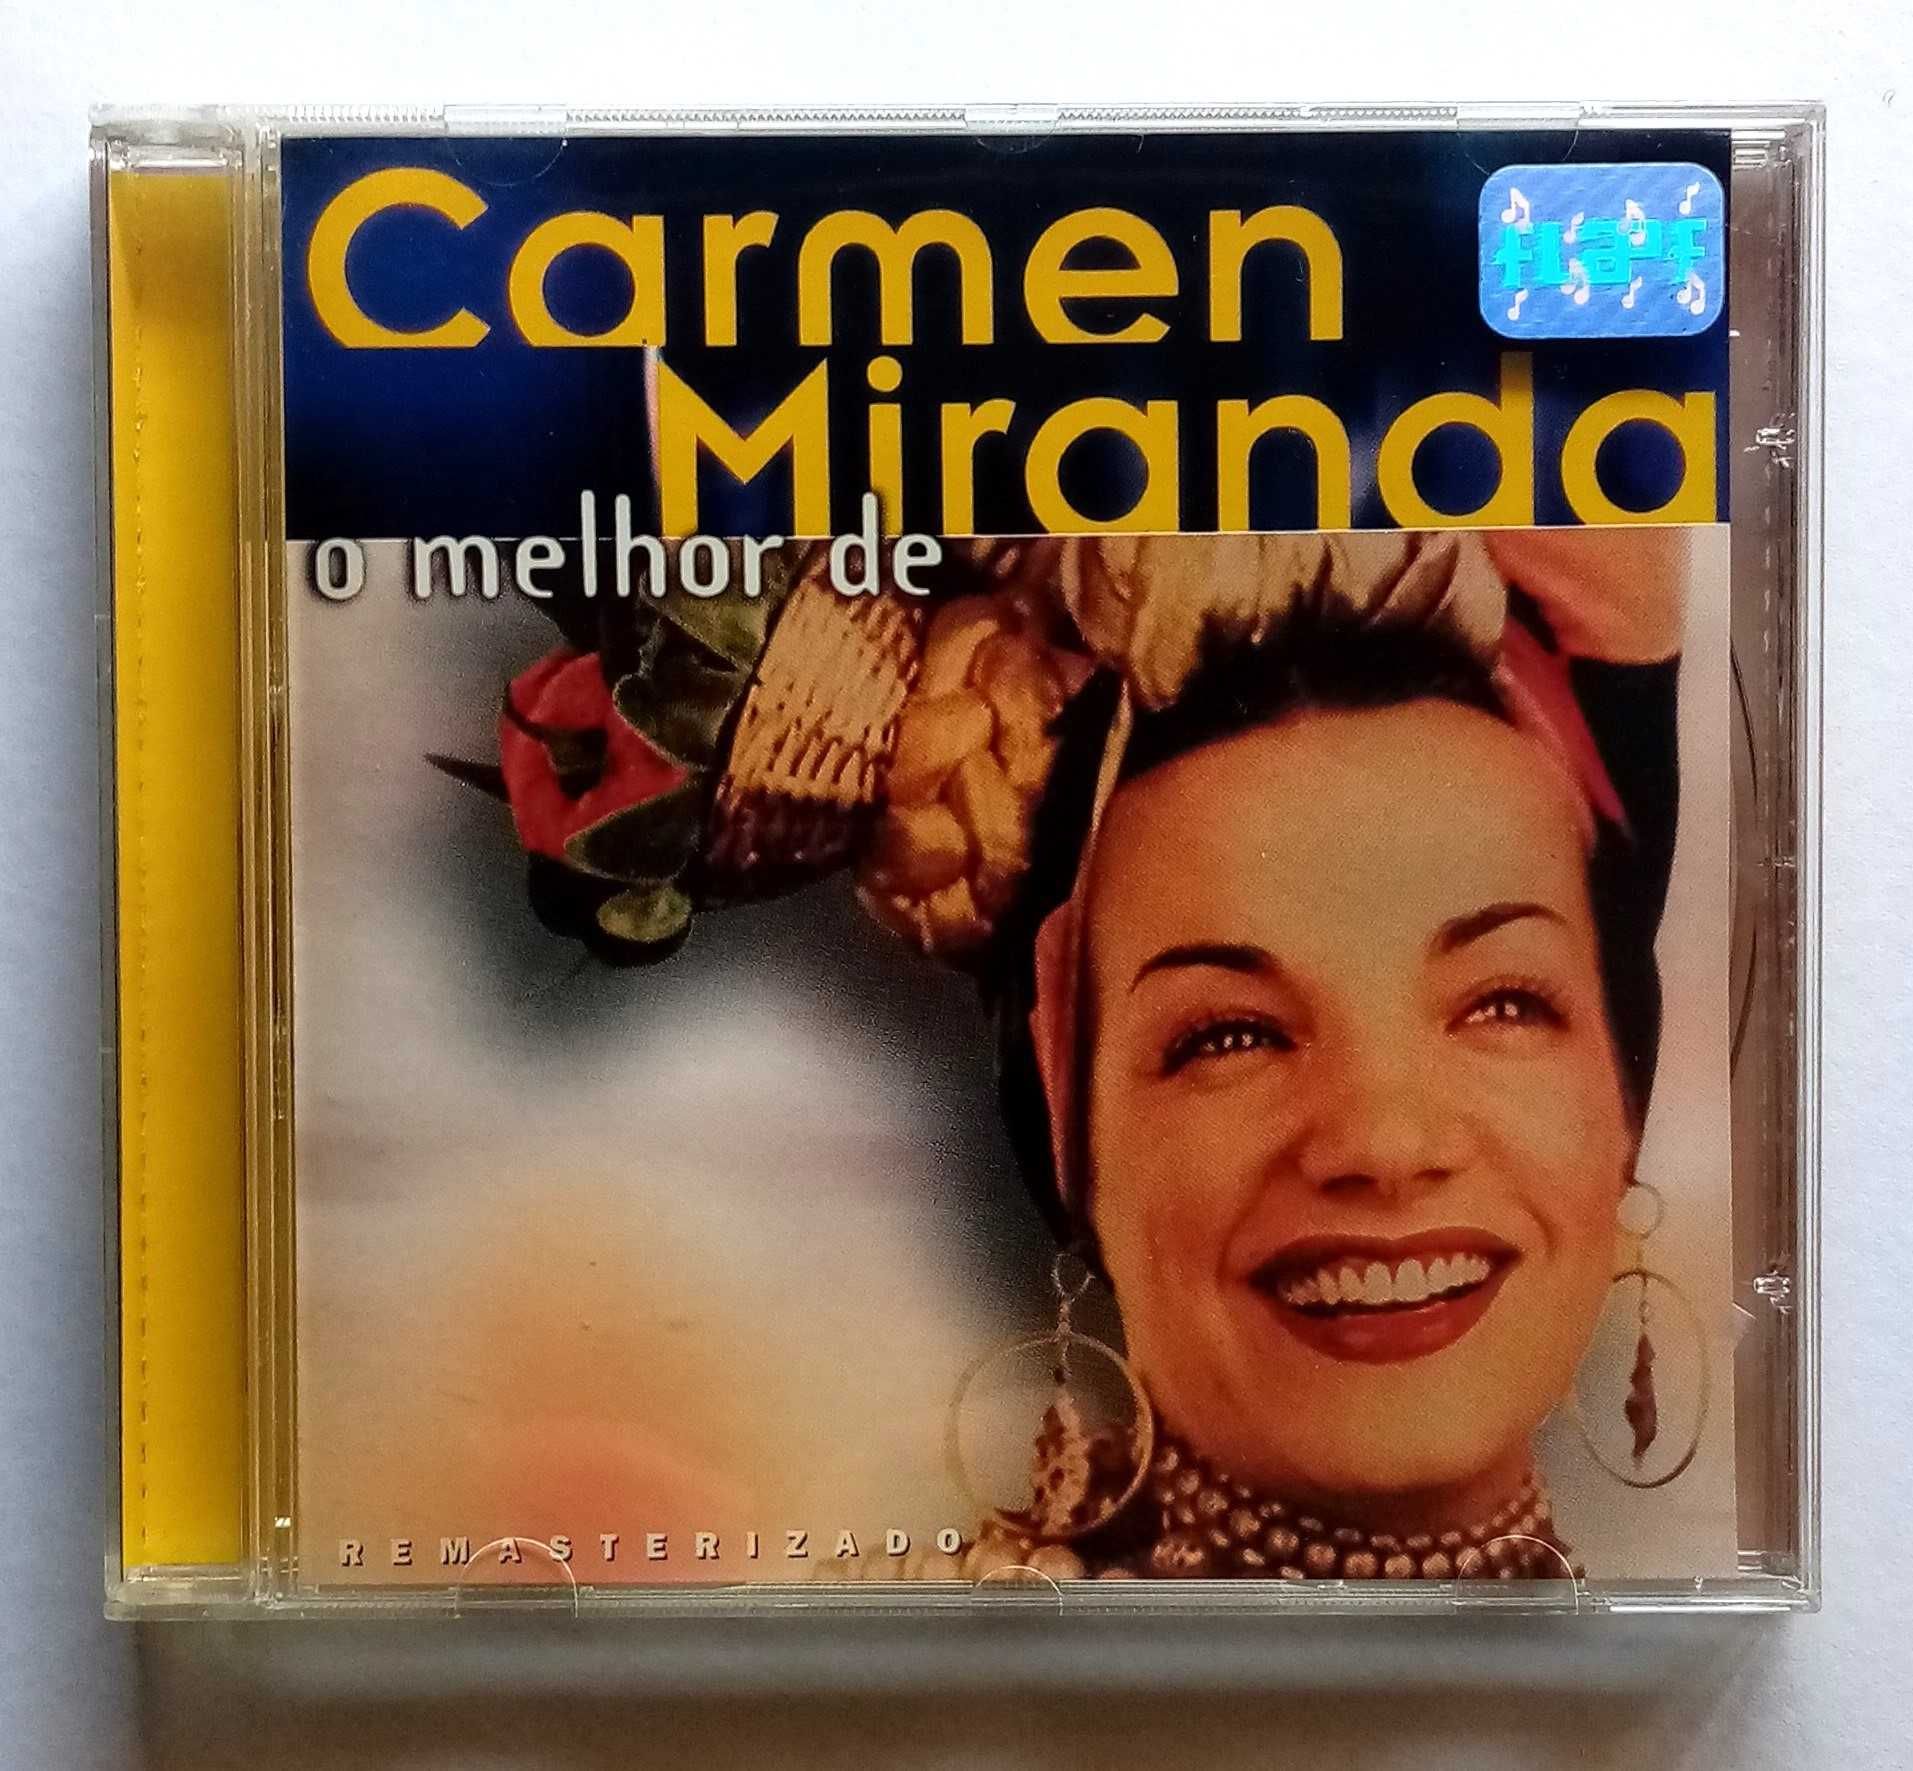 Carmen
Miranda
o melhor de
REMASTERIZADO